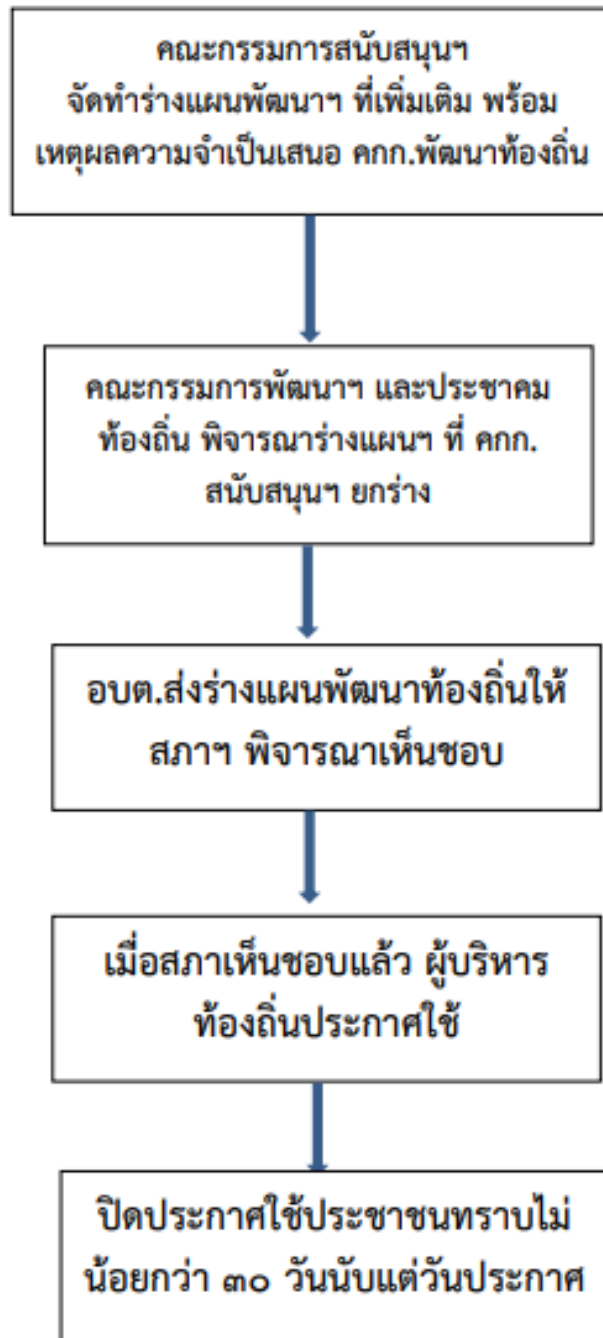 คณะกรรมการสนับสนุนฯ
จัดทำร่างแผนพัฒนาฯ ที่เพิ่มเติม พร้อม
เหตุผลความจำเป็นเสนอ คกก.พัฒนาท้องถิ่น
คณะกรรมการพัฒนาฯ และประชาคม
ท้องถิ่น พิจารณาร่างแผนฯ ที่ คกก.
สนับสนุนฯ ยกร่าง
อบต.ส่งร่างแผนพัฒนาท้องถิ่นให้
สภาฯ พิจารณาเห็นชอบ
เมื่อสภาเห็นชอบแล้ว ผู้บริหาร
ท้องถิ่นประกาศใช้
ปิดประกาศใช้ประชาชนทราบไม่
น้อยกว่า ๓๐ วันนับแต่วันประกาศ